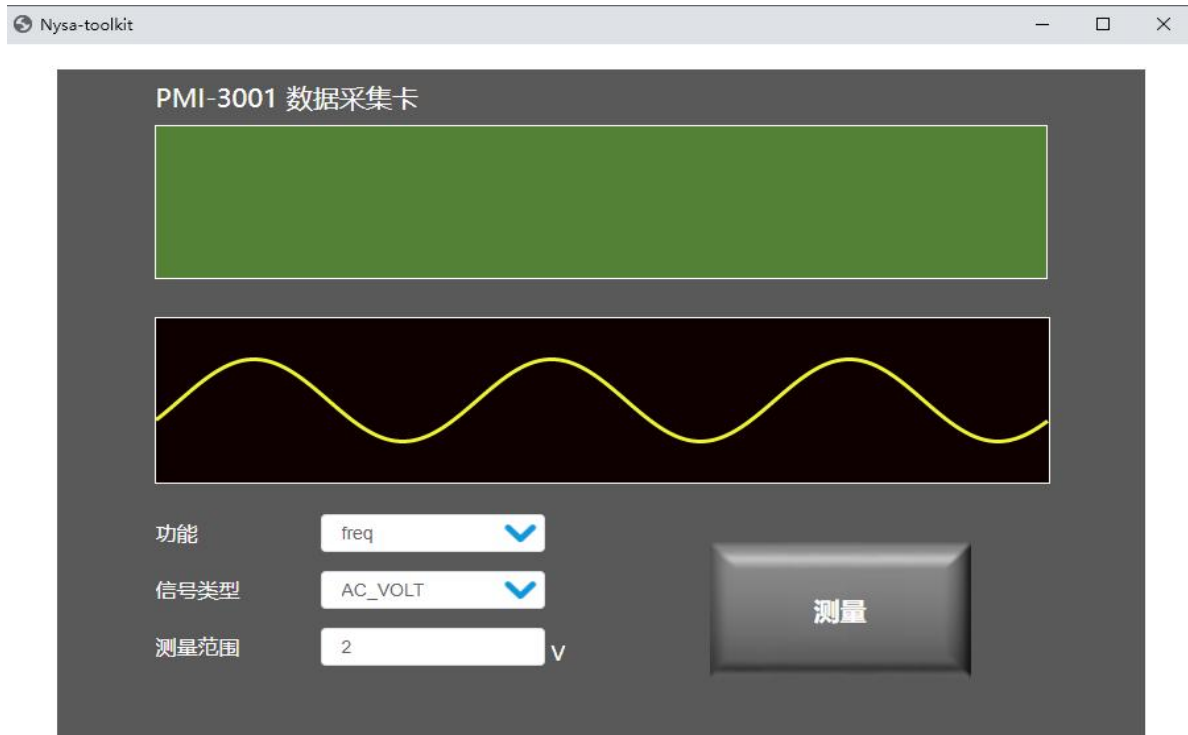 Nysa-toolkit
PMI-3001 数据采集卡
功能 freq
信号类型 AC_VOLT
测量范围 2 V
测量